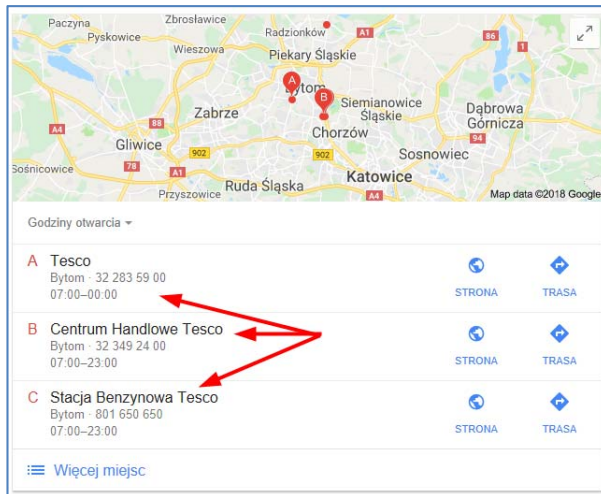 Paczyna
Zbrosławice
Pyskowice
Radzionków
A1
86
1
Wieszowa
Piekary Śląskie
A
Bytom
B
Siemianowice
Śląskie
Dąbrowa
Górnicza
Zabrze
A4
88
Chorzów
94
Gliwice
902
902
Sosnowiec
Sośnicowice
78
A1
Katowice
Ruda Śląska
Przyszowice
A4
Map data ©2018 Google
Godziny otwarcia
A Tesco
Bytom · 32 283 59 00
07:00–00:00
STRONA TRASA
B Centrum Handlowe Tesco
Bytom · 32 349 24 00
07:00–23:00
STRONA TRASA
C Stacja Benzynowa Tesco
Bytom · 801 650 650
07:00–23:00
STRONA TRASA
Więcej miejsc